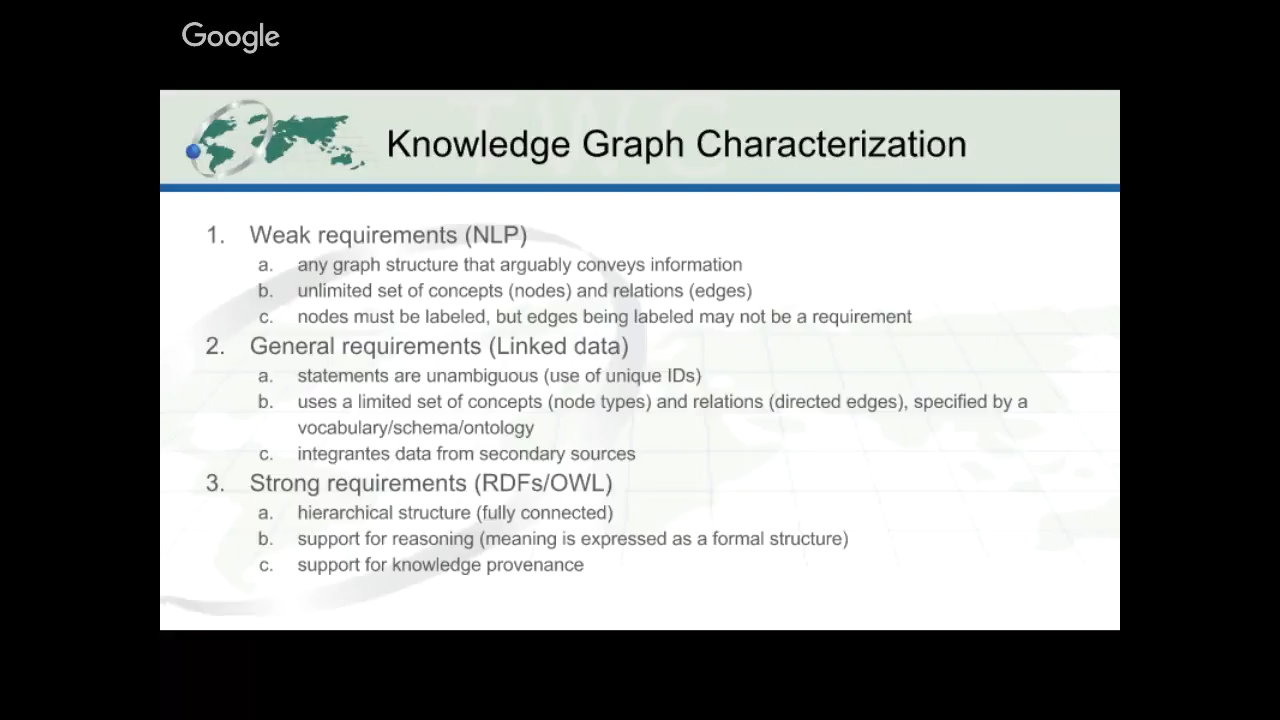 Google
Knowledge Graph Characterization
1. Weak requirements (NLP)
a. any graph structure that arguably conveys information
b. unlimited set of concepts (nodes) and relations (edges)
c. nodes must be labeled, but edges being labeled may not be a requirement
2. General requirements (Linked data)
a. statements are unambiguous (use of unique IDs)
b. uses a limited set of concepts (node types) and relations (directed edges), specified by a
vocabulary/schema/ontology
c. integrantes data from secondary sources
3. Strong requirements (RDFs/OWL)
a. hierarchical structure (fully connected)
b. support for reasoning (meaning is expressed as a formal structure)
c. support for knowledge provenance